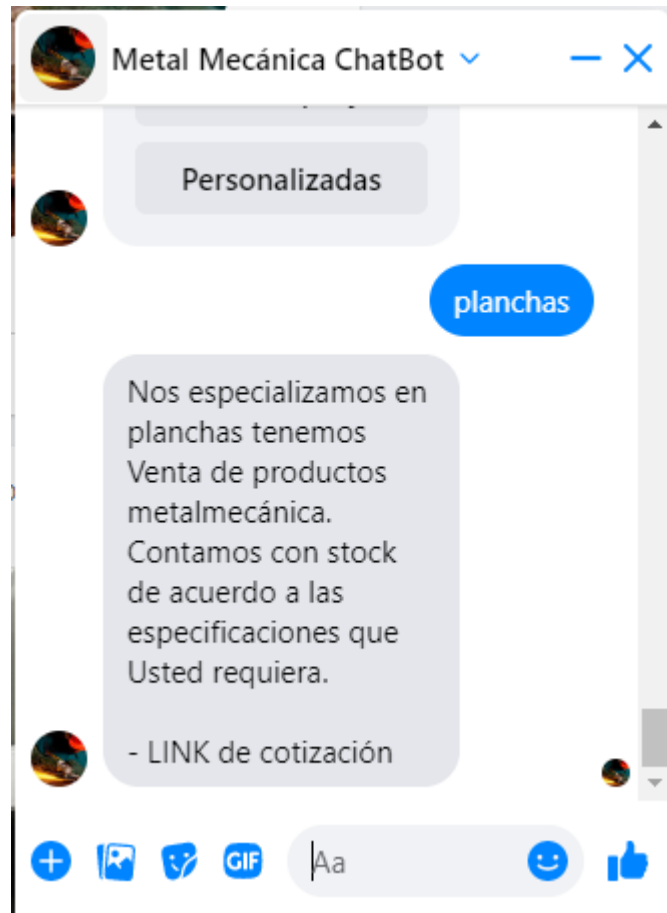 Metal Mecánica ChatBot
Personalizadas
planchas
Nos especializamos en
planchas tenemos
Venta de productos
metalmecánica.
Contamos con stock
de acuerdo a las
especificaciones que
Usted requiera.
- LINK de cotización
GIF
Aa